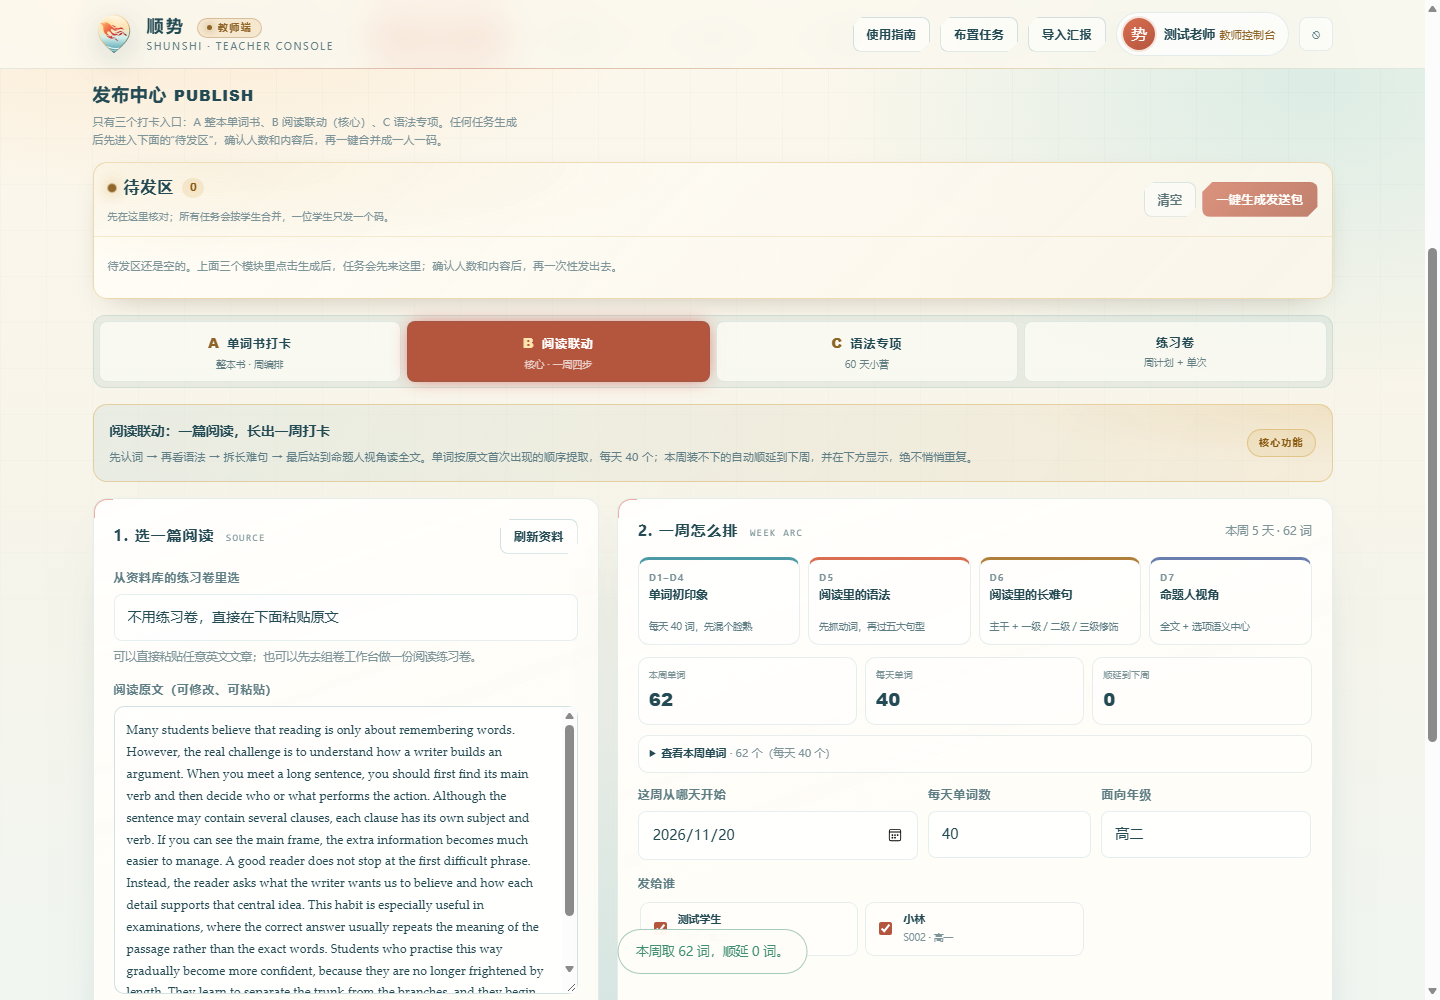 顺势 教师端
SHUNSHI · TEACHER CONSOLE
使用指南
布置任务
导入汇报
势 测试老师 教师控制台
发布中心 PUBLISH
只有三个打卡入口：A 整本单词书、B 阅读联动（核心）、C 语法专项。任何任务生成
后先进入下面的“待发区”，确认人数和内容后，再一键合并成一人一码。
待发区 0
先在这里核对；所有任务会按学生合并，一位学生只发一个码。
清空
一键生成发送包
待发区还是空的。上面三个模块里点击生成后，任务会先来这里；确认人数和内容后，再一次性发出去。
A 单词书打卡
整本书 · 周编排
B 阅读联动
核心 · 一周四步
C 语法专项
60 天小营
练习卷
周计划 + 单次
阅读联动：一篇阅读，长出一周打卡
先认词 → 再看语法 → 拆长难句 → 最后站到命题人视角读全文。单词按原文首次出现的顺序提取，每天 40 个；本周装不下的自动顺延到下周，并在下方显示，绝不悄悄重复。
核心功能
1. 选一篇阅读 SOURCE
刷新资料
从资料库的练习卷里选
不用练习卷，直接在下面粘贴原文
可以直接粘贴任意英文文章；也可以先去组卷工作台做一份阅读练习卷。
阅读原文（可修改、可粘贴）
Many students believe that reading is only about remembering words.
However, the real challenge is to understand how a writer builds an
argument. When you meet a long sentence, you should first find its main
verb and then decide who or what performs the action. Although the
sentence may contain several clauses, each clause has its own subject and
verb. If you can see the main frame, the extra information becomes much
easier to manage. A good reader does not stop at the first difficult phrase.
Instead, the reader asks what the writer wants us to believe and how each
detail supports that central idea. This habit is especially useful in
examinations, where the correct answer usually repeats the meaning of the
passage rather than the exact words. Students who practise this way
gradually become more confident, because they are no longer frightened by
length. They learn to separate the trunk from the branches, and they begin
2. 一周怎么排 WEEK ARC
本周 5 天 · 62 词
D1–D4
单词初印象
每天 40 词，先混个脸熟
D5
阅读里的语法
先抓动词，再过五大句型
D6
阅读里的长难句
主干 + 一级 / 二级 / 三级修饰
D7
命题人视角
全文 + 选项语义中心
本周单词
62
每天单词
40
顺延到下周
0
▶ 查看本周单词 · 62 个（每天 40 个）
这周从哪天开始
2026/11/20
每天单词数
40
面向年级
高二
发给谁
测试学生
小林
S002 · 高一
本周取 62 词，顺延 0 词。